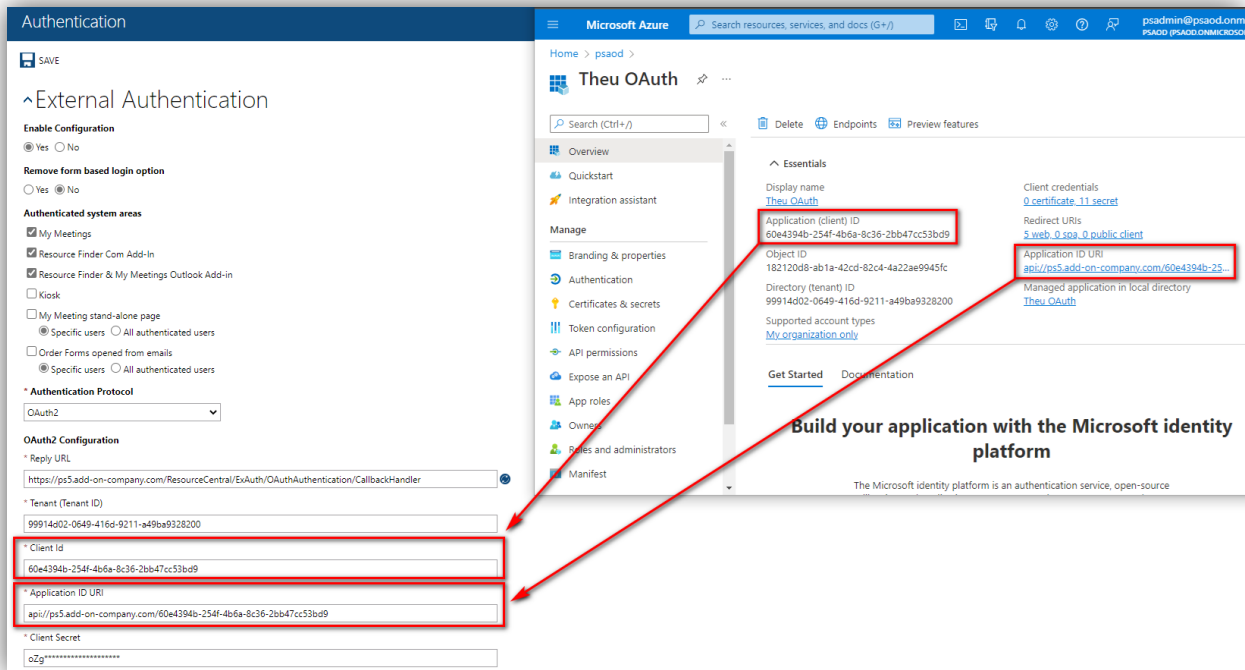 Authentication
SAVE
External Authentication
Enable Configuration
Yes No
Remove form based login option
Yes No
Authenticated system areas
My Meetings
Resource Finder Com Add-In
Resource Finder & My Meetings Outlook Add-in
Kiosk
My Meeting stand-alone page
Specific users All authenticated users
Order Forms opened from emails
Specific users All authenticated users
* Authentication Protocol
OAuth2
OAuth2 Configuration
* Reply URL
https://ps5.add-on-company.com/ResourceCentral/ExAuth/OAuthAuthentication/CallbackHandler
* Tenant (Tenant ID)
99914d02-0649-416d-9211-a49ba9328200
* Client Id
60e4394b-254f-4b6a-8c36-2bb47cc53bd9
* Application ID URI
api://ps5.add-on-company.com/60e4394b-254f-4b6a-8c36-2bb47cc53bd9
* Client Secret
oZg********************
Microsoft Azure
Search resources, services, and docs (G+/)
psadmin@psaod.onm
PSAOD (PSAOD.ONMICROSO
Home > psaod >
Theu OAuth ...
Search (Ctrl+/) «
Overview
Quickstart
Integration assistant
Manage
Branding & properties
Authentication
Certificates & secrets
Token configuration
API permissions
Expose an API
App roles
Owners
Roles and administrators
Manifest
Delete Endpoints Preview features
Essentials
Display name
Theu OAuth
Application (client) ID
60e4394b-254f-4b6a-8c36-2bb47cc53bd9
Object ID
182120d8-ab1a-42cd-82c4-4a22ae9945fc
Directory (tenant) ID
99914d02-0649-416d-9211-a49ba9328200
Supported account types
My organization only
Client credentials
0 certificate, 11 secret
Redirect URIs
5 web, 0 spa, 0 public client
Application ID URI
api://ps5.add-on-company.com/60e4394b-25...
Managed application in local directory
Theu OAuth
Get Started Documentation
Build your application with the Microsoft identity
platform
The Microsoft identity platform is an authentication service, open-source